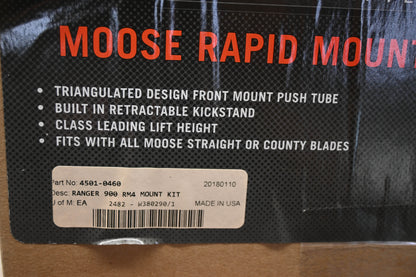 MOOSE RAPID MOUNT
• TRIANGULATED DESIGN FRONT MOUNT PUSH TUBE
• BUILT IN RETRACTABLE KICKSTAND
• CLASS LEADING LIFT HEIGHT
• FITS WITH ALL MOOSE STRAIGHT OR COUNTY BLADES
Part No: 4501-0460 20180110
Desc: RANGER 900 RM4 MOUNT KIT
U of M: EA 2482 - W380290/1 MADE IN USA